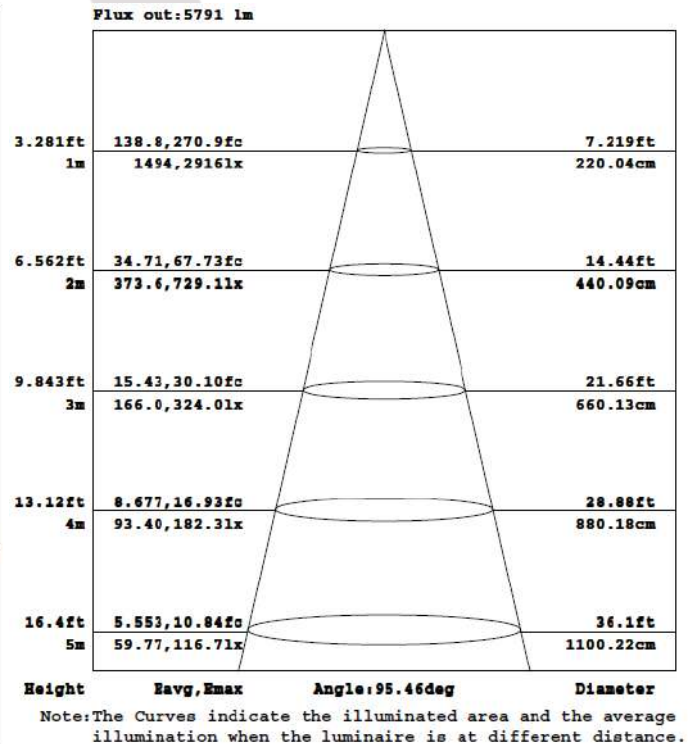 Flux out:5791 lm
3.281ft 138.8,270.9fc 7.219ft
1m 1494,2916lx 220.04cm
6.562ft 34.71,67.73fc 14.44ft
2m 373.6,729.1lx 440.09cm
9.843ft 15.43,30.10fc 21.66ft
3m 166.0,324.0lx 660.13cm
13.12ft 8.677,16.93fc 28.88ft
4m 93.40,182.3lx 880.18cm
16.4ft 5.553,10.84fc 36.1ft
5m 59.77,116.7lx 1100.22cm
Height Eavg,Emax Angle:95.46deg Diameter
Note:The Curves indicate the illuminated area and the average
illumination when the luminaire is at different distance.